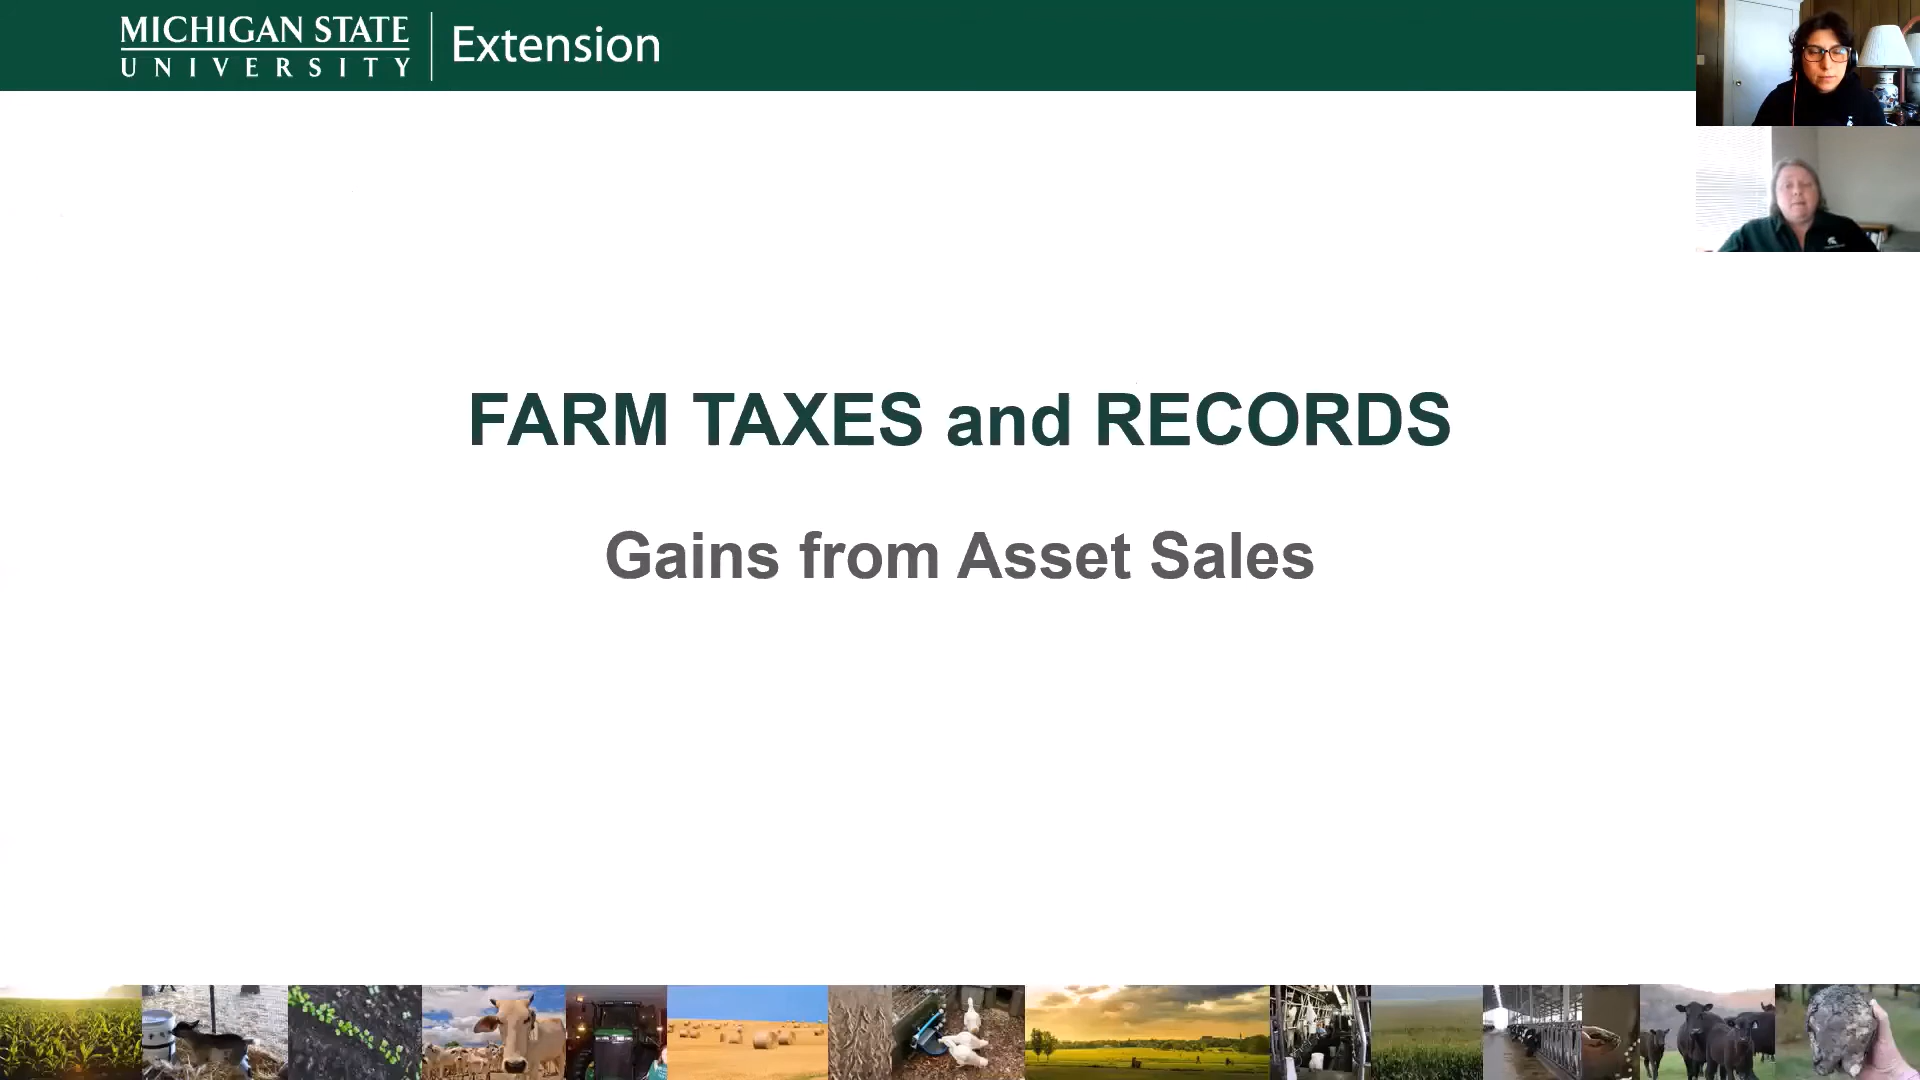 MICHIGAN STATE
UNIVERSITY
Extension
FARM TAXES and RECORDS
Gains from Asset Sales